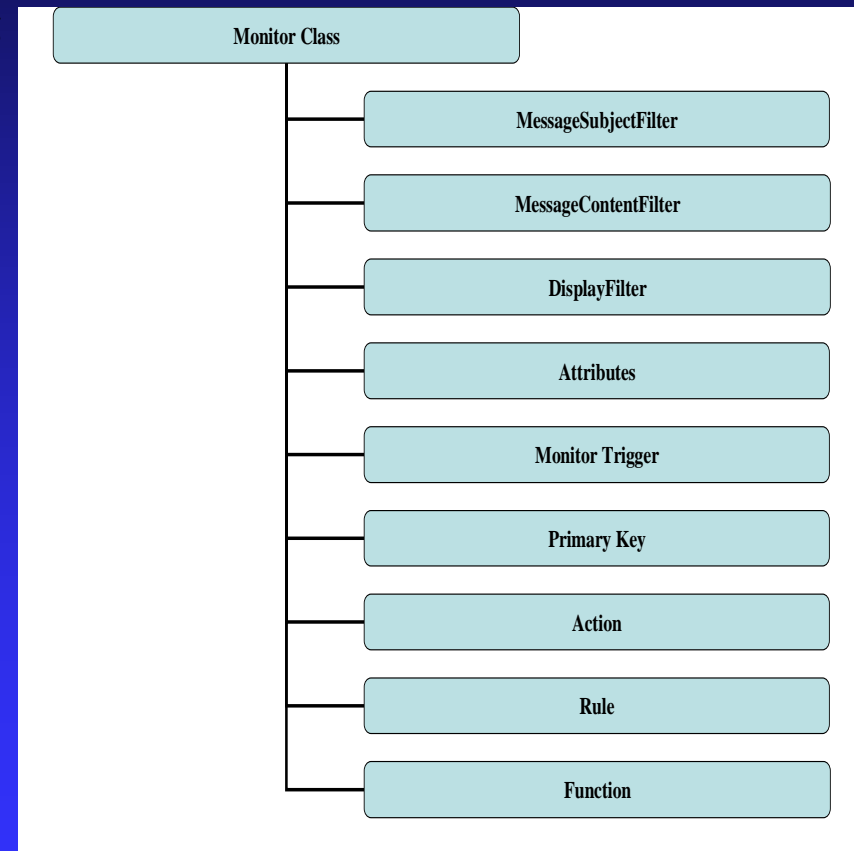 Monitor Class
MessageSubjectFilter
MessageContentFilter
DisplayFilter
Attributes
Monitor Trigger
Primary Key
Action
Rule
Function